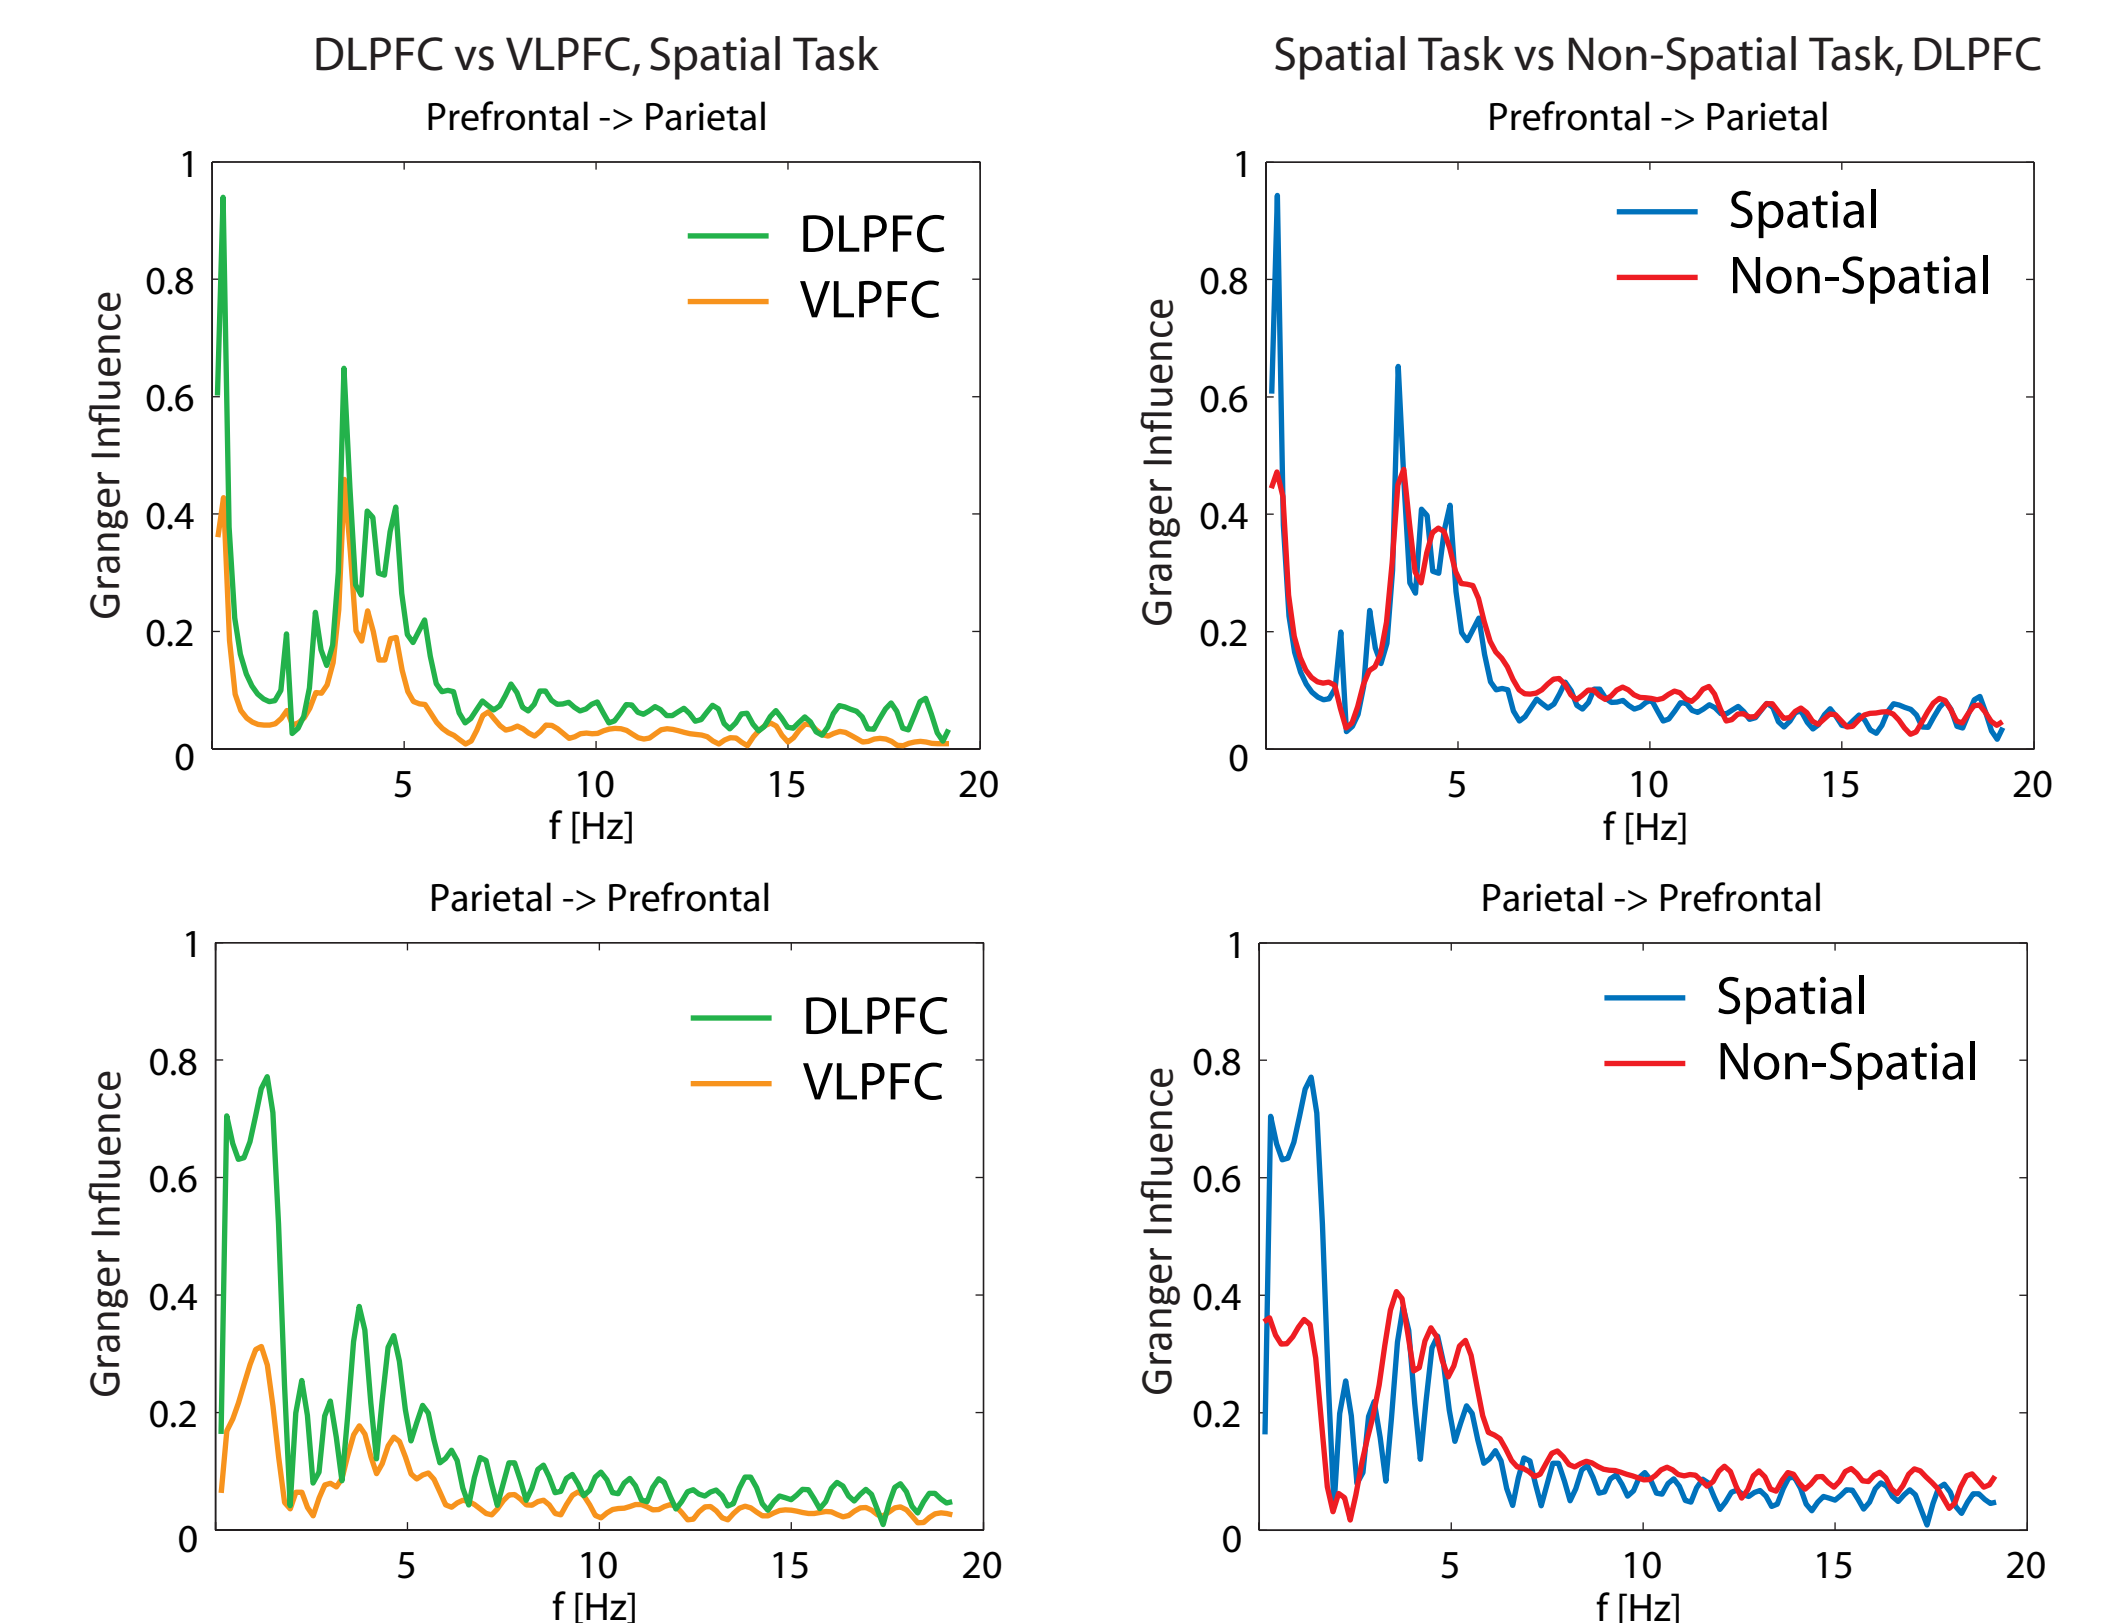 DLPFC vs VLPFC, Spatial Task
Prefrontal -> Parietal
1
0.8
0.6
0.4
0.2
0
Granger Influence
DLPFC
VLPFC
5
10
15
20
f [Hz]
Spatial Task vs Non-Spatial Task, DLPFC
Prefrontal -> Parietal
1
0.8
0.6
0.4
0.2
0
Granger Influence
Spatial
Non-Spatial
5
10
15
20
f [Hz]
Parietal -> Prefrontal
1
0.8
0.6
0.4
0.2
0
Granger Influence
DLPFC
VLPFC
5
10
15
20
f [Hz]
Parietal -> Prefrontal
1
0.8
0.6
0.4
0.2
0
Granger Influence
Spatial
Non-Spatial
5
10
15
20
f [Hz]